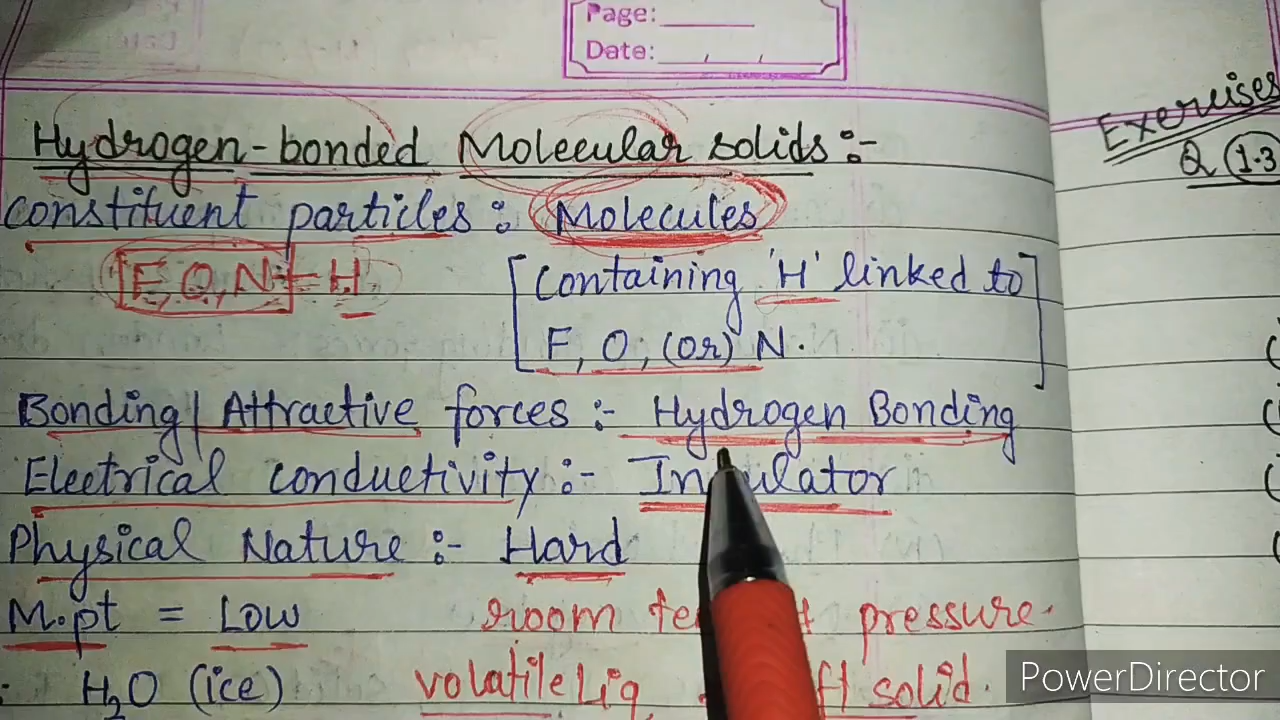 Page:
Date: , ,
Hydrogen-bonded Molecular solids :-
Exercises
Q 1.3
Constituent particles : Molecules
F, O, N - H
[Containing 'H' linked to
F, O, (or) N.]
Bonding | Attractive forces :- Hydrogen Bonding
Electrical conductivity :- Insulator
Physical Nature :- Hard
M.pt = Low
room pressure.
H₂O (ice)
volatile Liq solid.
PowerDirector